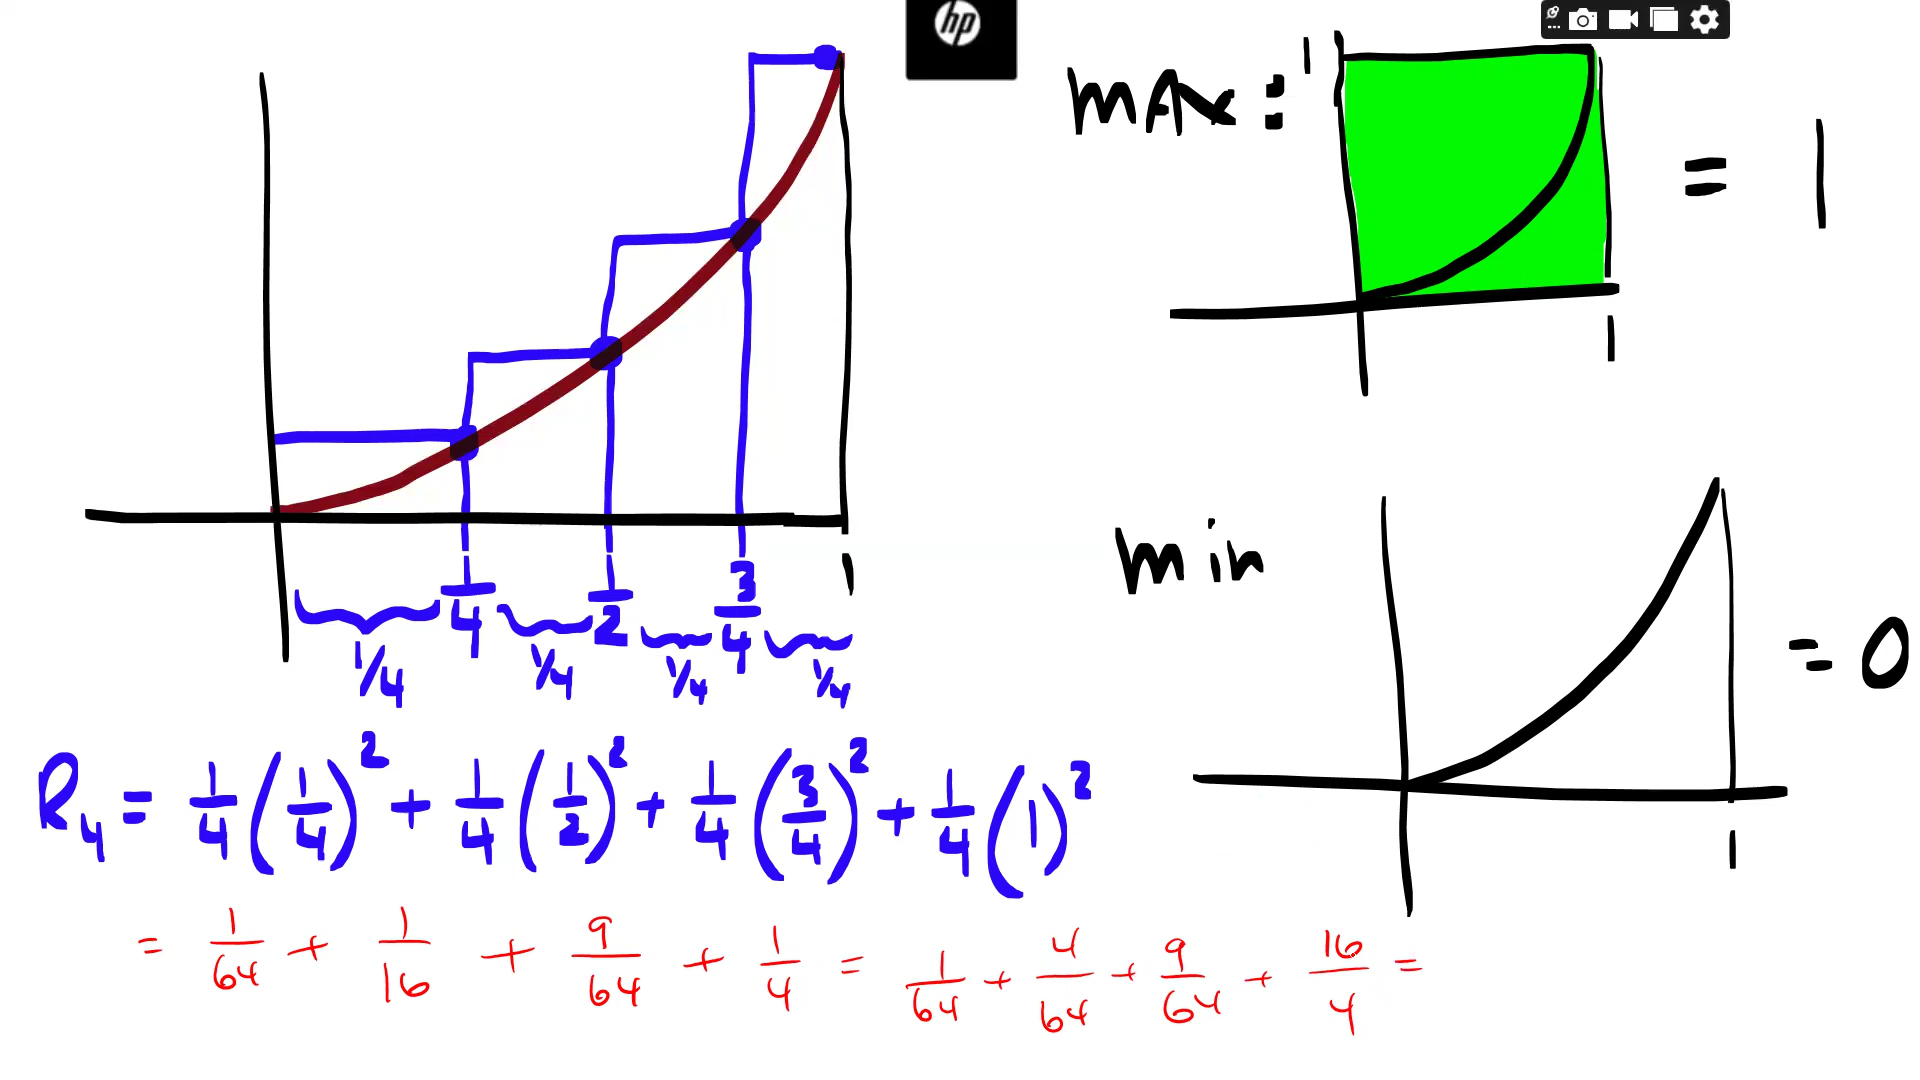 hp
MAX: 1
= 1
1
min
= 0
1
1/4 1/2 3/4 1
1/4 1/4 1/4 1/4
R₄ = 1/4 (1/4)² + 1/4 (1/2)² + 1/4 (3/4)² + 1/4 (1)²
= 1/64 + 1/16 + 9/64 + 1/4 = 1/64 + 4/64 + 9/64 + 16/4 =